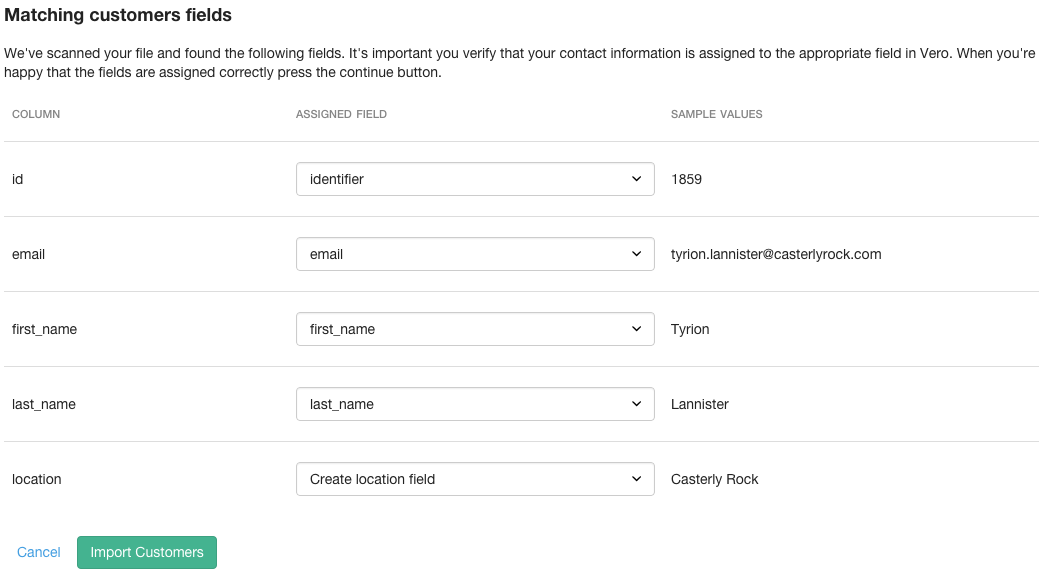 Matching customers fields
We've scanned your file and found the following fields. It's important you verify that your contact information is assigned to the appropriate field in Vero. When you're
happy that the fields are assigned correctly press the continue button.
COLUMN ASSIGNED FIELD SAMPLE VALUES
id identifier 1859
email email tyrion.lannister@casterlyrock.com
first_name first_name Tyrion
last_name last_name Lannister
location Create location field Casterly Rock
Cancel Import Customers